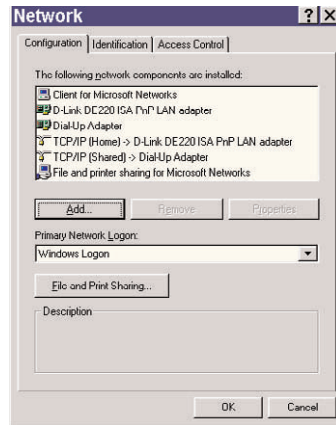 Network
Configuration Identification Access Control
The following network components are installed:
Client for Microsoft Networks
D-Link DE220 ISA PnP LAN adapter
Dial-Up Adapter
TCP/IP (Home) -> D-Link DE220 ISA PnP LAN adapter
TCP/IP (Shared) -> Dial-Up Adapter
File and printer sharing for Microsoft Networks
Add... Remove Properties
Primary Network Logon:
Windows Logon
File and Print Sharing...
Description
OK Cancel